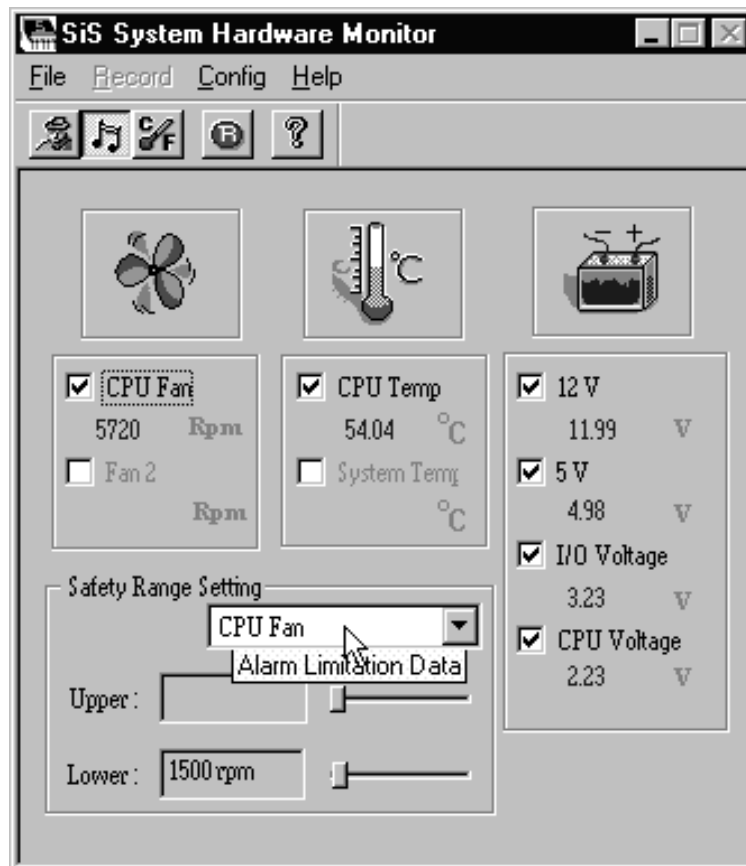 SiS System Hardware Monitor
File Record Config Help
C/F R ?
°C
- +
CPU Fan
5720 Rpm
Fan 2
Rpm
CPU Temp
54.04 °C
System Temp
°C
12 V
11.99 V
5 V
4.98 V
I/O Voltage
3.23 V
CPU Voltage
2.23 V
Safety Range Setting
CPU Fan
Alarm Limitation Data
Upper :
Lower : 1500 rpm